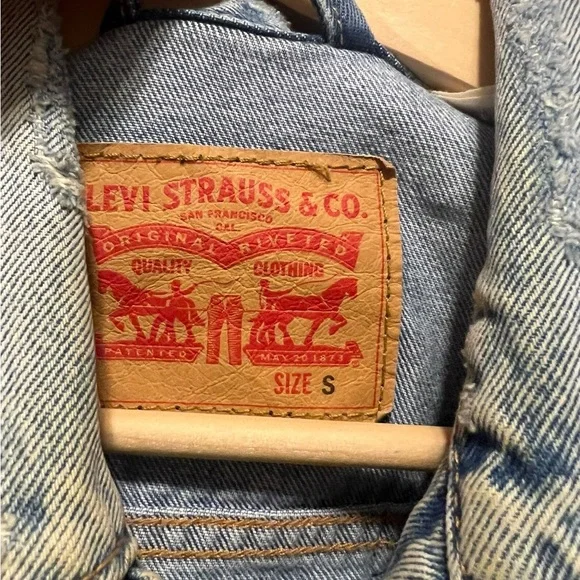 LEVI STRAUSS & CO.
SAN FRANCISCO
CAL
ORIGINAL RIVETED
QUALITY CLOTHING
PATENTED MAY 20 1873
SIZE S